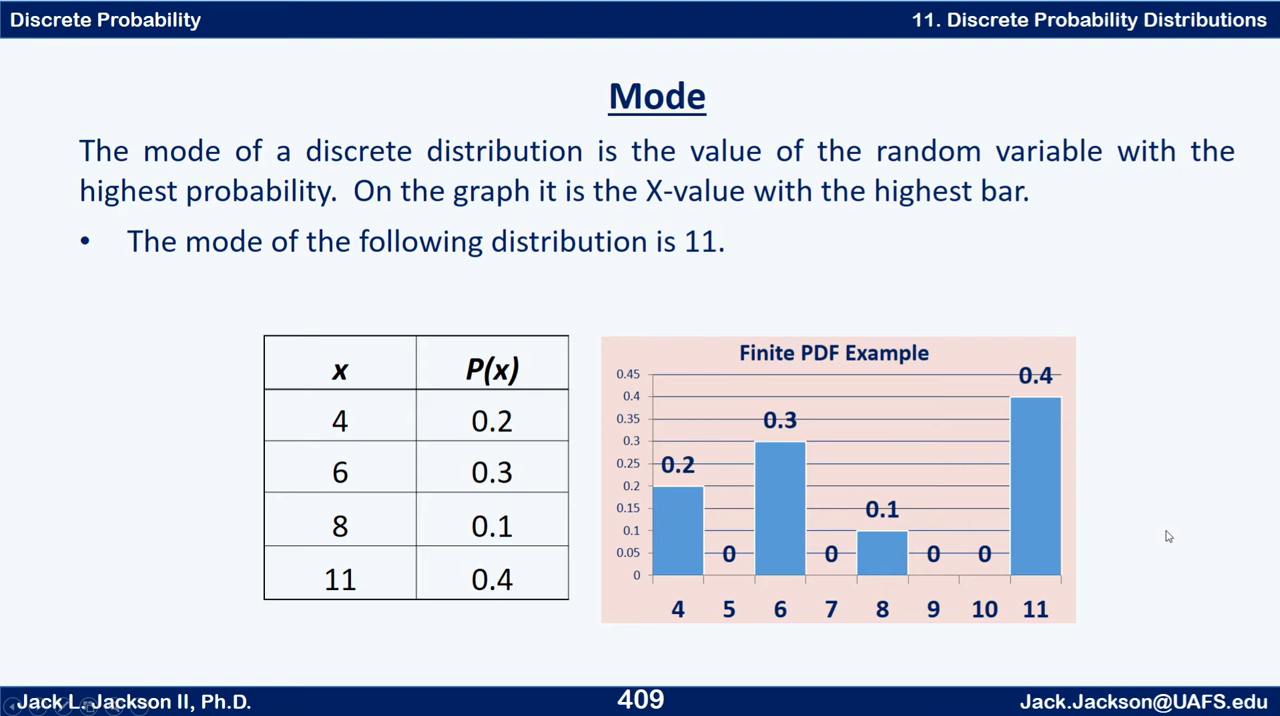 Discrete Probability
11. Discrete Probability Distributions
Mode
The mode of a discrete distribution is the value of the random variable with the
highest probability. On the graph it is the X-value with the highest bar.
• The mode of the following distribution is 11.
x P(x)
4 0.2
6 0.3
8 0.1
11 0.4
Finite PDF Example
0.45
0.4
0.35
0.3
0.25
0.2
0.15
0.1
0.05
0
0.2 0 0.3 0 0.1 0 0 0.4
4 5 6 7 8 9 10 11
Jack L. Jackson II, Ph.D.
409
Jack.Jackson@UAFS.edu